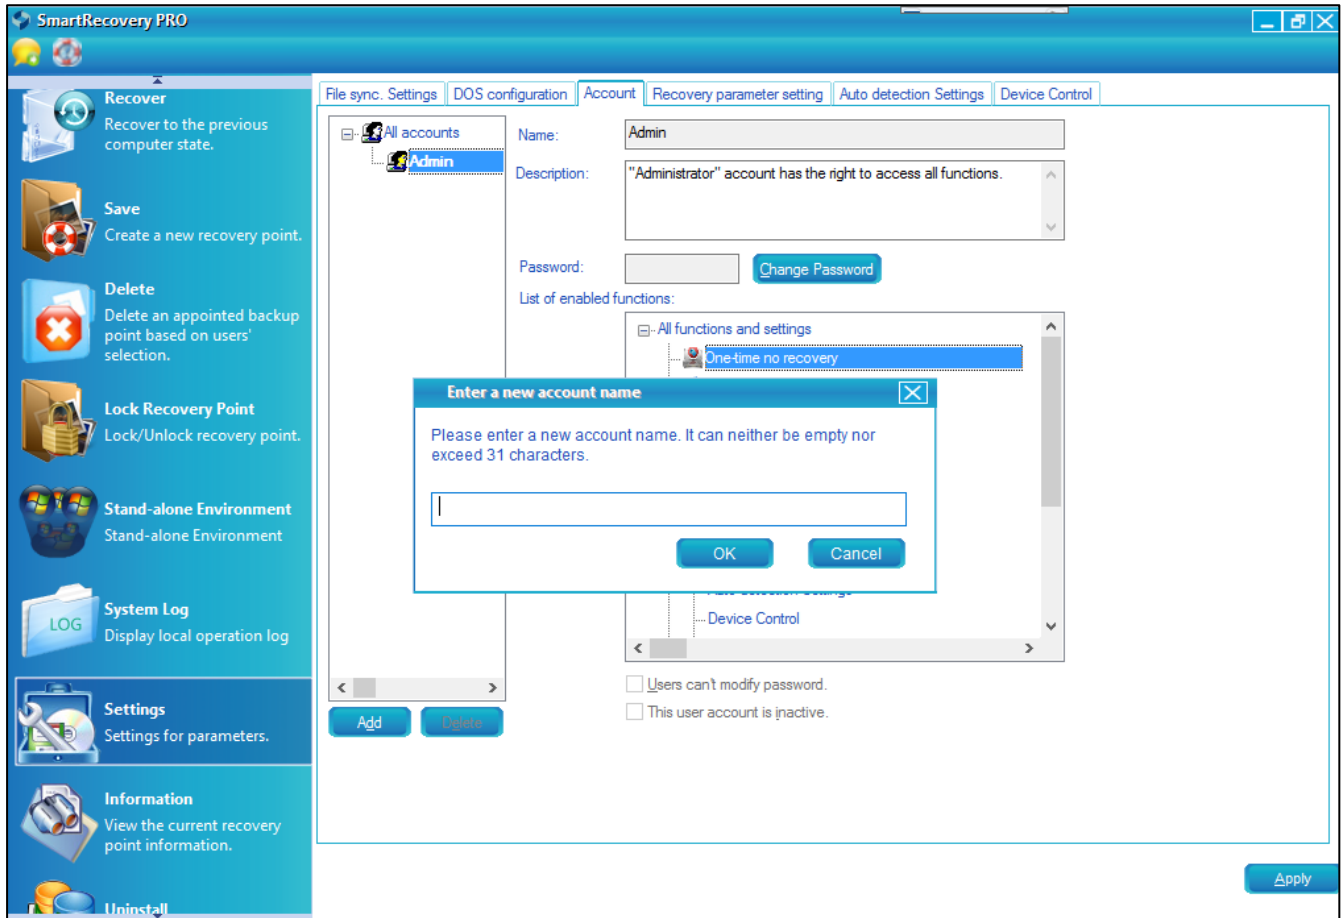 SmartRecovery PRO
Recover
Recover to the previous
computer state.
Save
Create a new recovery point.
Delete
Delete an appointed backup
point based on users'
selection.
Lock Recovery Point
Lock/Unlock recovery point.
Stand-alone Environment
Stand-alone Environment
LOG
System Log
Display local operation log
Settings
Settings for parameters.
Information
View the current recovery
point information.
Uninstall
File sync. Settings DOS configuration Account Recovery parameter setting Auto detection Settings Device Control
All accounts
Admin
Add Delete
Name: Admin
Description: "Administrator" account has the right to access all functions.
Password: Change Password
List of enabled functions:
All functions and settings
One-time no recovery
Enter a new account name
Please enter a new account name. It can neither be empty nor
exceed 31 characters.
OK Cancel
Auto detection Settings
Device Control
Users can't modify password.
This user account is inactive.
Apply